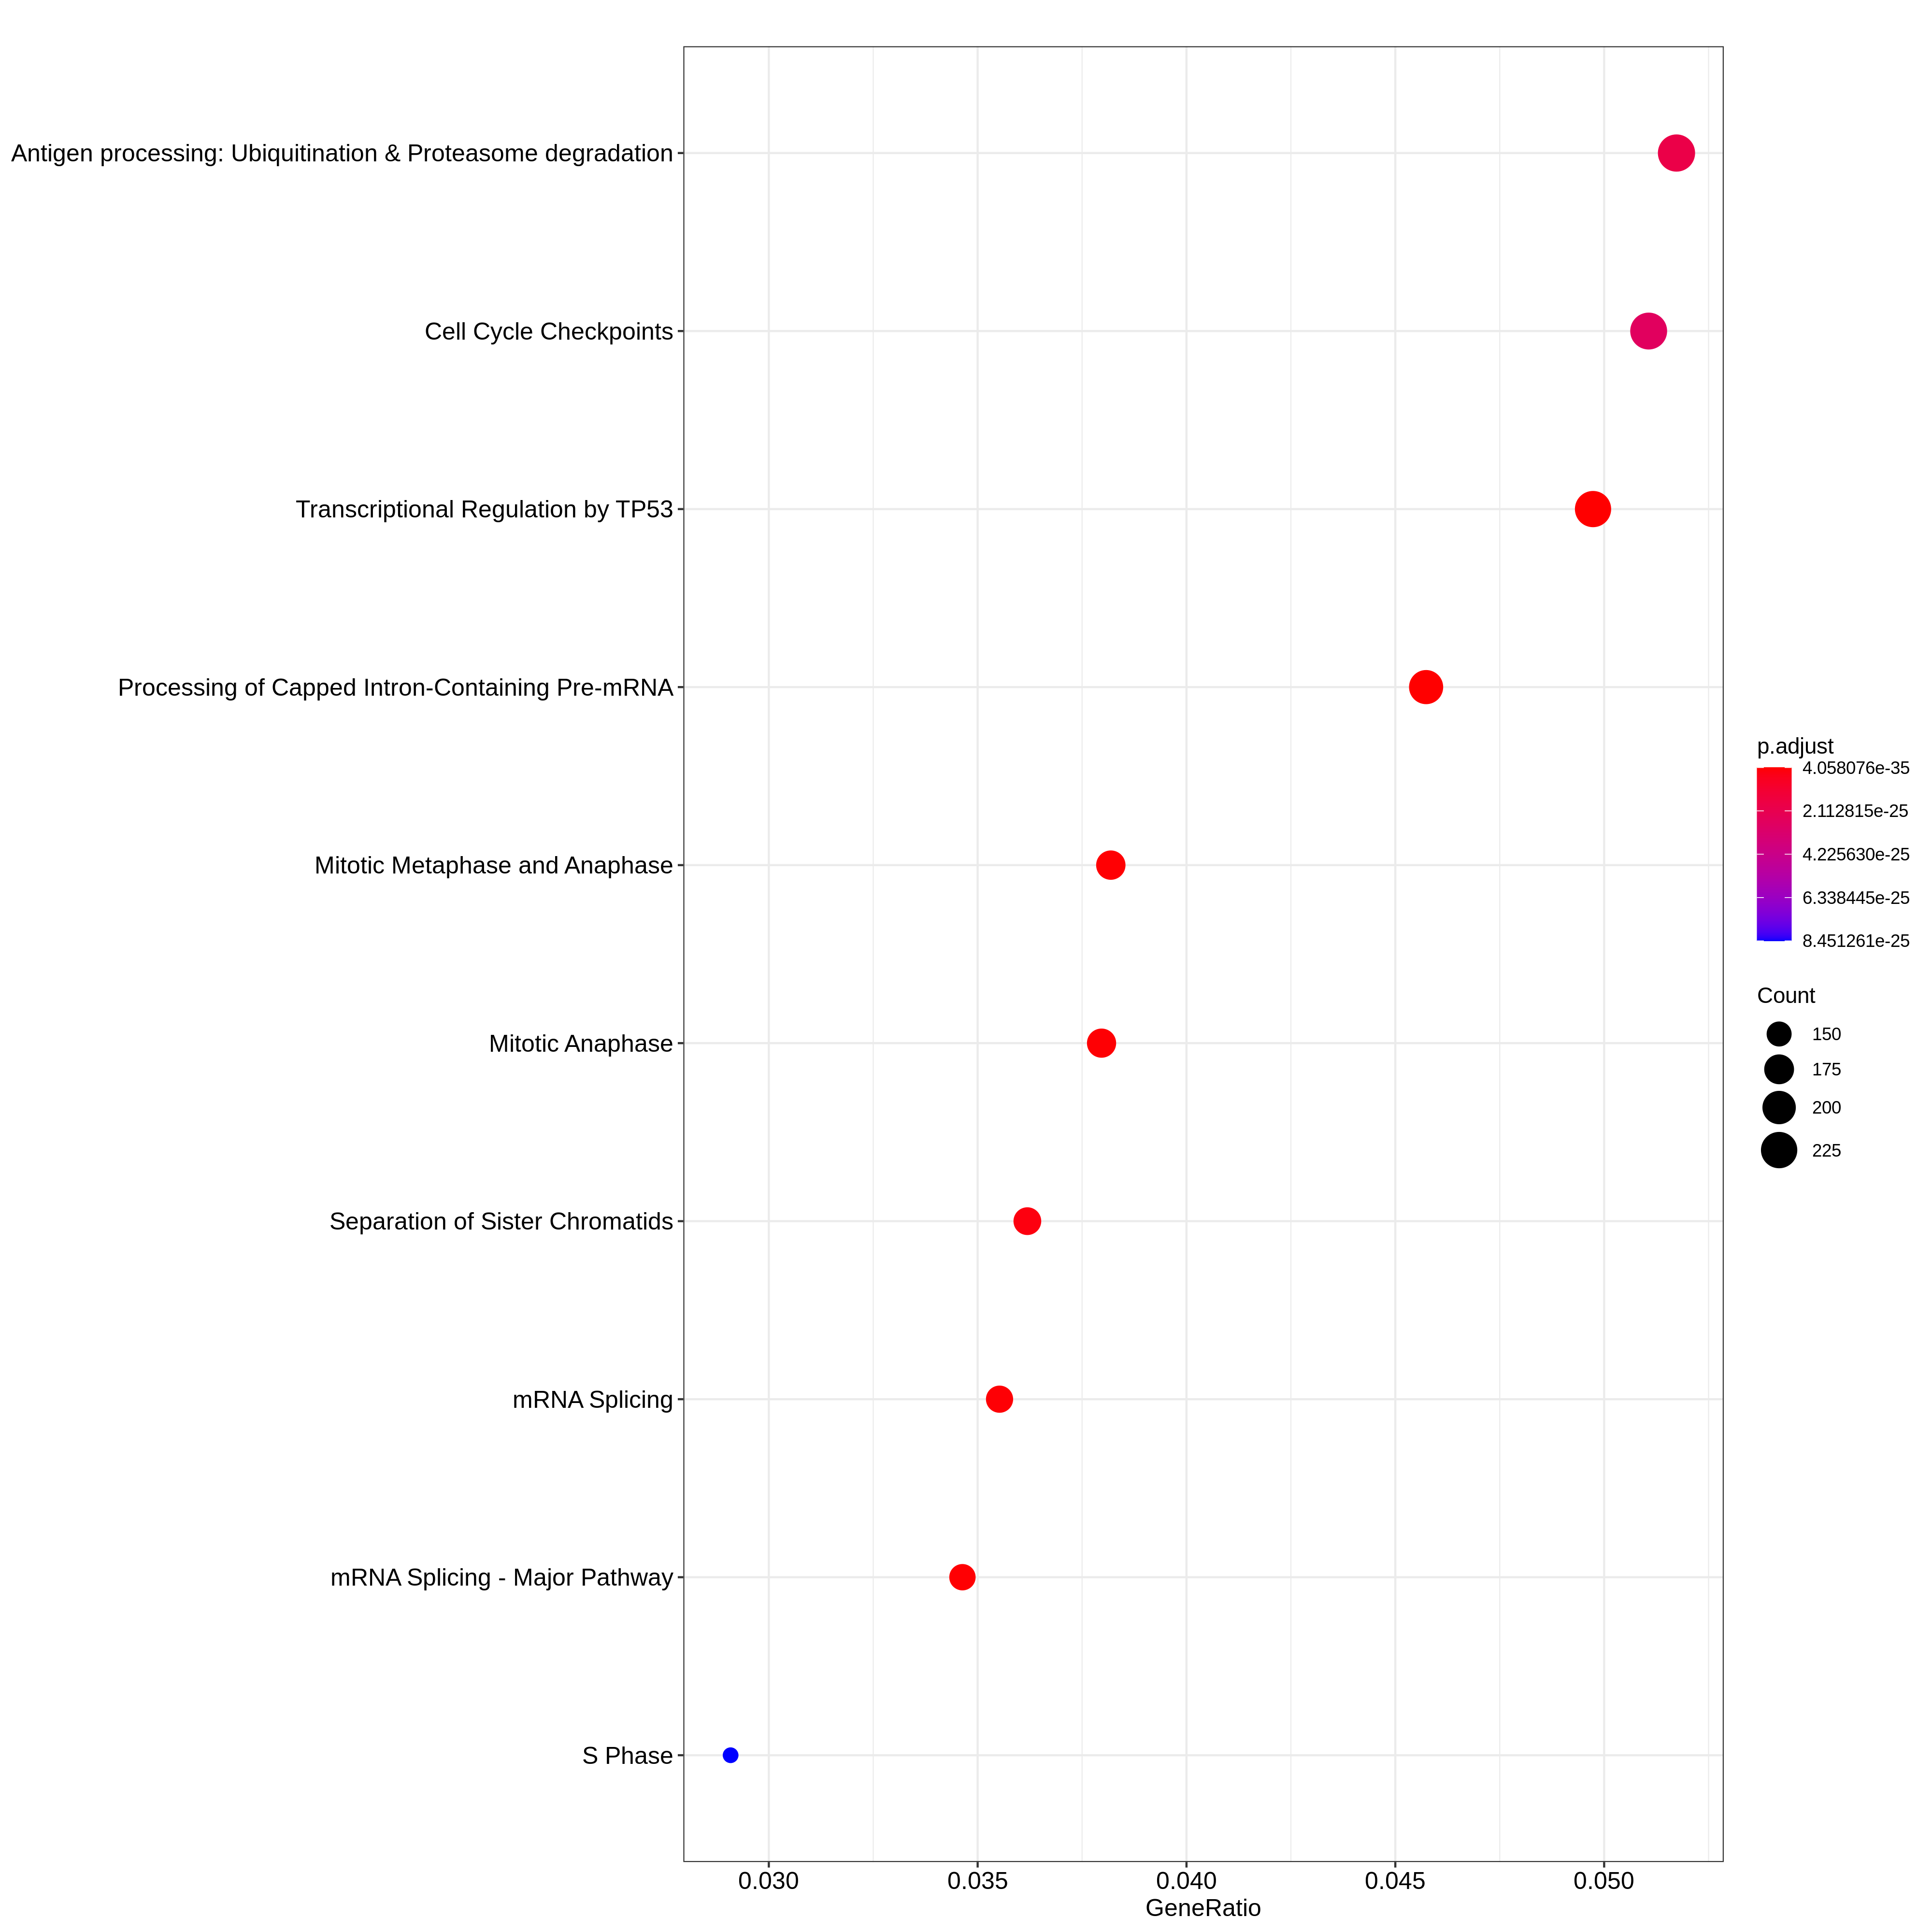 Antigen processing: Ubiquitination & Proteasome degradation
Cell Cycle Checkpoints
Transcriptional Regulation by TP53
Processing of Capped Intron-Containing Pre-mRNA
Mitotic Metaphase and Anaphase
Mitotic Anaphase
Separation of Sister Chromatids
mRNA Splicing
mRNA Splicing - Major Pathway
S Phase
0.030 0.035 0.040 0.045 0.050
GeneRatio
p.adjust
4.058076e-35
2.112815e-25
4.225630e-25
6.338445e-25
8.451261e-25
Count
150
175
200
225